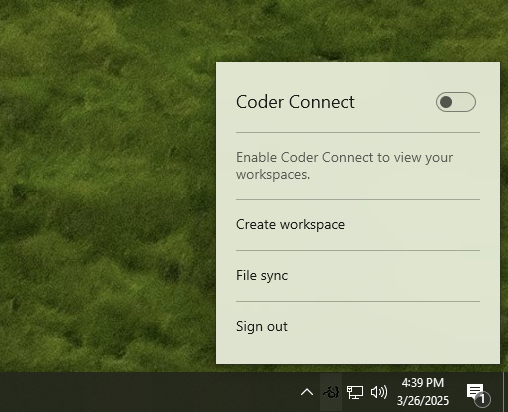 Coder Connect
Enable Coder Connect to view your
workspaces.
Create workspace
File sync
Sign out
4:39 PM
3/26/2025
1